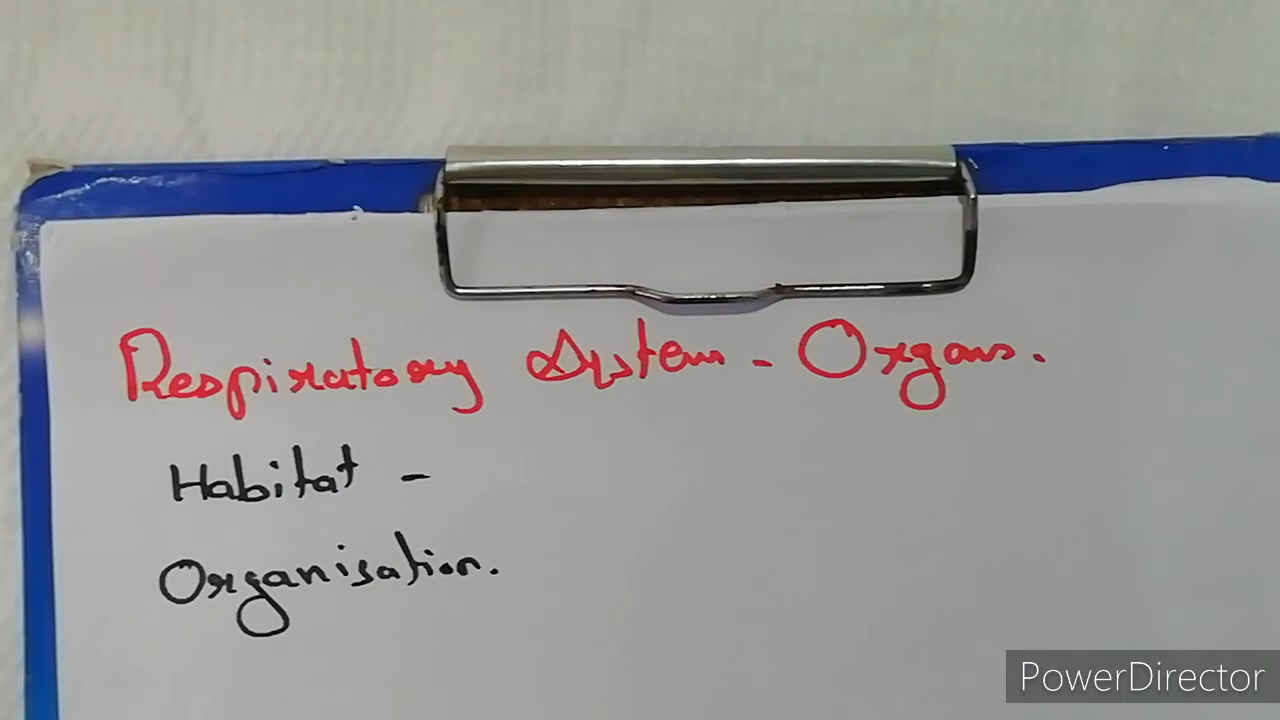 Respiratory System - Organs.
Habitat -
Organisation.
PowerDirector